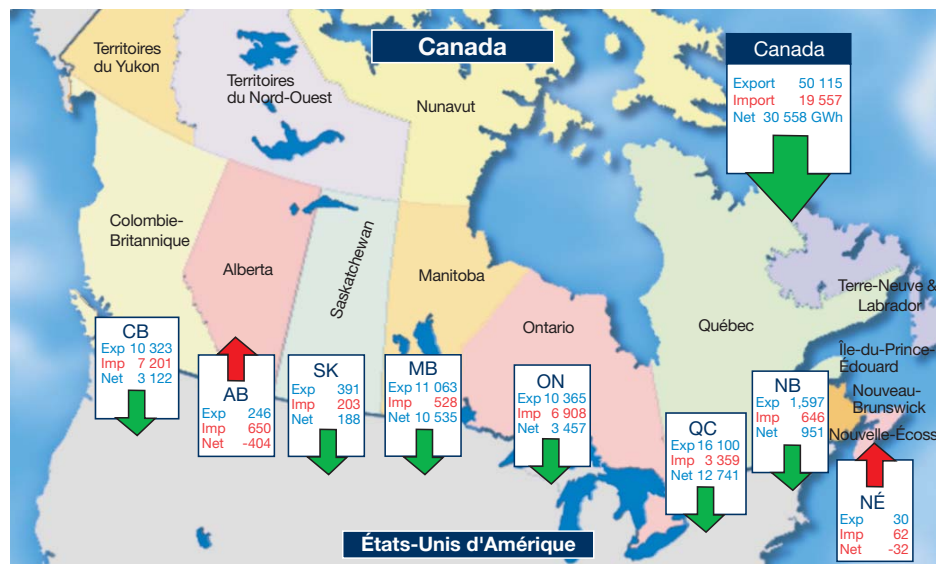 Canada
Canada
Export 50 115
Import 19 557
Net 30 558 GWh
Territoires
du Yukon
Territoires
du Nord-Ouest
Nunavut
Colombie-
Britannique
Alberta
Saskatchewan
Manitoba
Ontario
Québec
Terre-Neuve &
Labrador
Île-du-Prince-
Édouard
Nouveau-
Brunswick
Nouvelle-Écoss
CB
Exp 10 323
Imp 7 201
Net 3 122
AB
Exp 246
Imp 650
Net -404
SK
Exp 391
Imp 203
Net 188
MB
Exp 11 063
Imp 528
Net 10 535
ON
Exp 10 365
Imp 6 908
Net 3 457
QC
Exp 16 100
Imp 3 359
Net 12 741
NB
Exp 1,597
Imp 646
Net 951
NÉ
Exp 30
Imp 62
Net -32
États-Unis d'Amérique